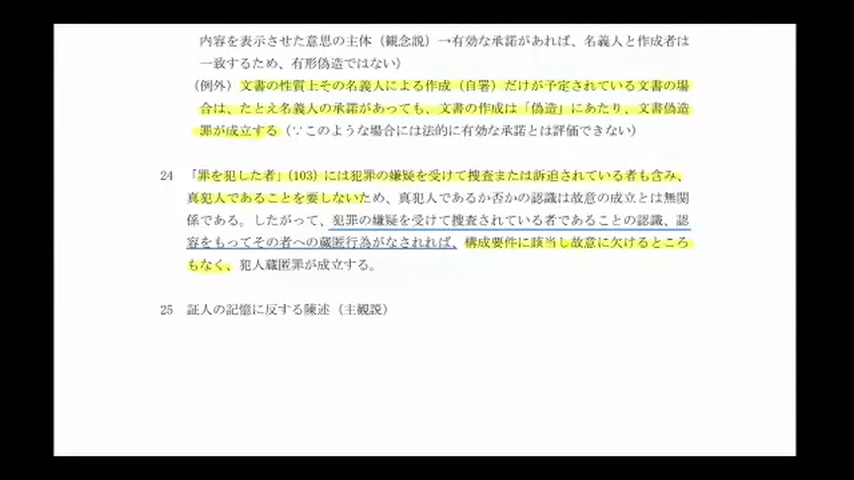 内容を表示させた意思の主体（観念説）→有効な承諾があれば、名義人と作成者は
一致するため、有形偽造ではない）
（例外）文書の性質上その名義人による作成（自署）だけが予定されている文書の場
合は、たとえ名義人の承諾があっても、文書の作成は「偽造」にあたり、文書偽造
罪が成立する（∵このような場合には法的に有効な承諾とは評価できない）
24 「罪を犯した者」（103）には犯罪の嫌疑を受けて捜査または訴追されている者も含み、
真犯人であることを要しないため、真犯人であるか否かの認識は故意の成立とは無関
係である。したがって、犯罪の嫌疑を受けて捜査されている者であることの認識、認
容をもってその者への蔵匿行為がなされれば、構成要件に該当し故意に欠けるところ
もなく、犯人蔵匿罪が成立する。
25 証人の記憶に反する陳述（主観説）